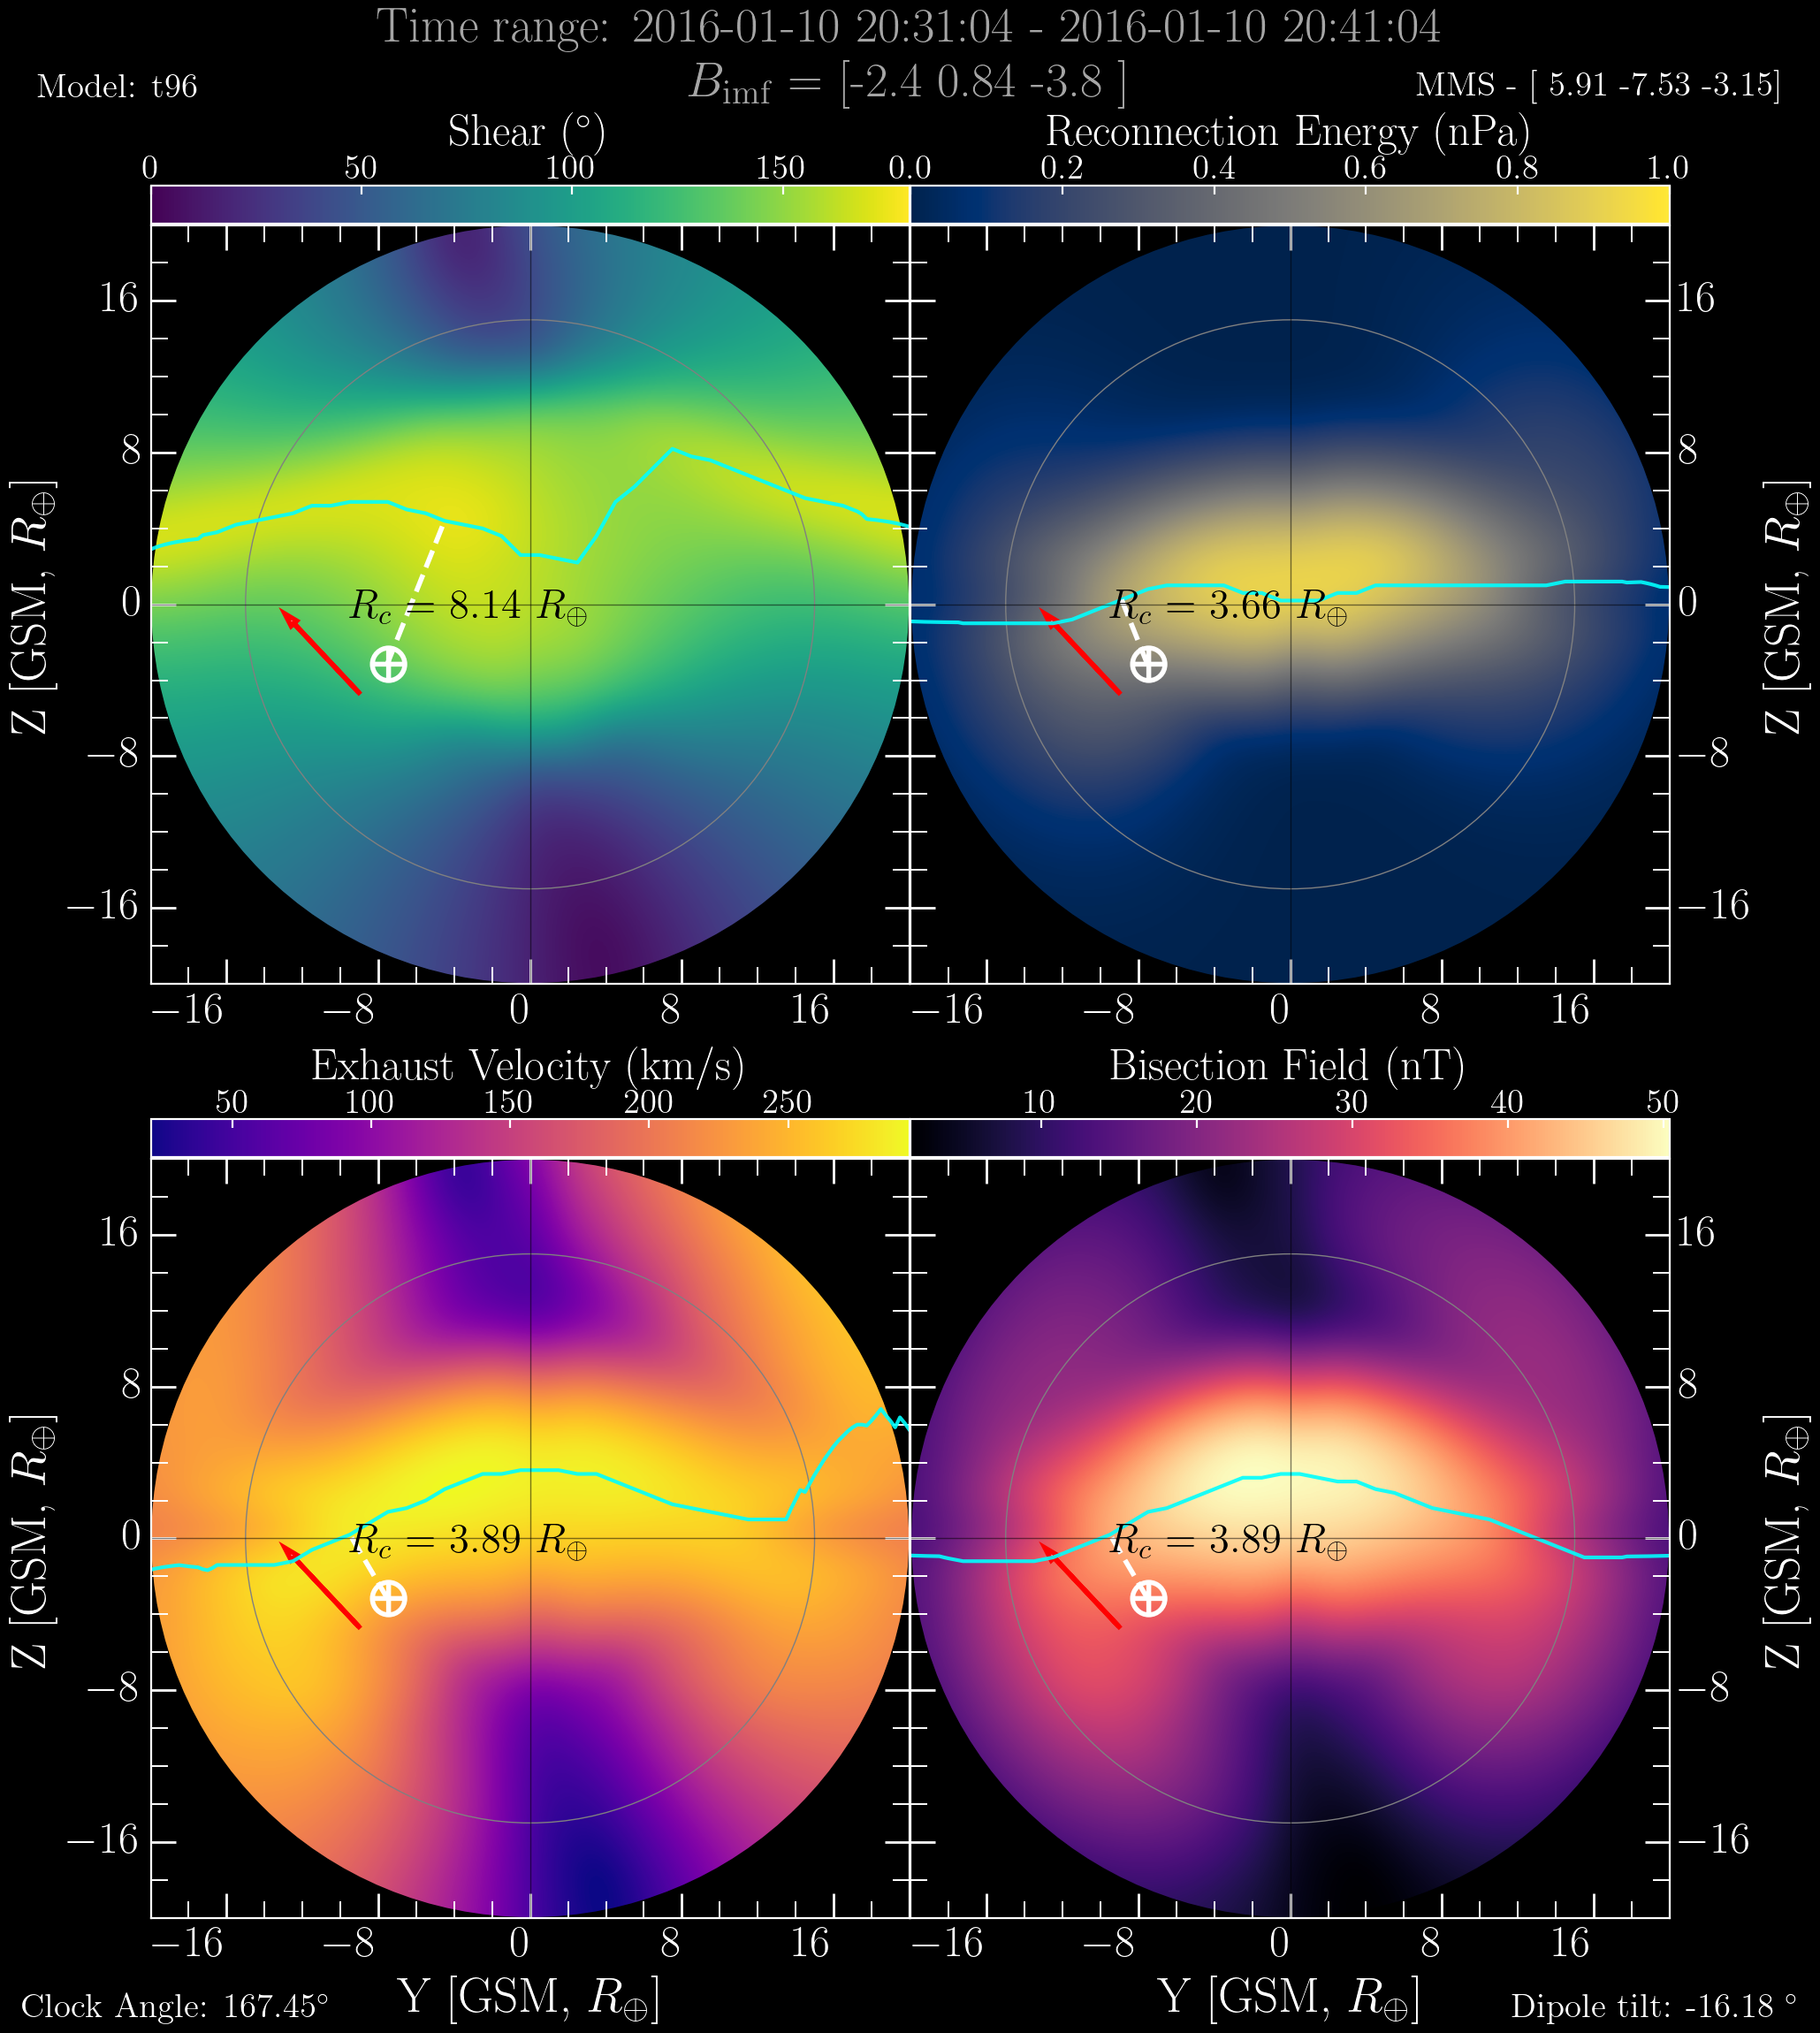 Time range: 2016-01-10 20:31:04 - 2016-01-10 20:41:04
Model: t96
B_imf = [-2.4 0.84 -3.8 ]
MMS - [ 5.91 -7.53 -3.15]
Shear (°)
Reconnection Energy (nPa)
0 50 100 150
0.0 0.2 0.4 0.6 0.8 1.0
Z [GSM, R⊕]
16 8 0 −8 −16
R_c = 8.14 R⊕
−16 −8 0 8 16
R_c = 3.66 R⊕
16 8 0 −8 −16
Z [GSM, R⊕]
−16 −8 0 8 16
Exhaust Velocity (km/s)
Bisection Field (nT)
50 100 150 200 250
10 20 30 40 50
Z [GSM, R⊕]
16 8 0 −8 −16
R_c = 3.89 R⊕
−16 −8 0 8 16
Y [GSM, R⊕]
R_c = 3.89 R⊕
16 8 0 −8 −16
Z [GSM, R⊕]
−16 −8 0 8 16
Y [GSM, R⊕]
Clock Angle: 167.45°
Dipole tilt: -16.18 °